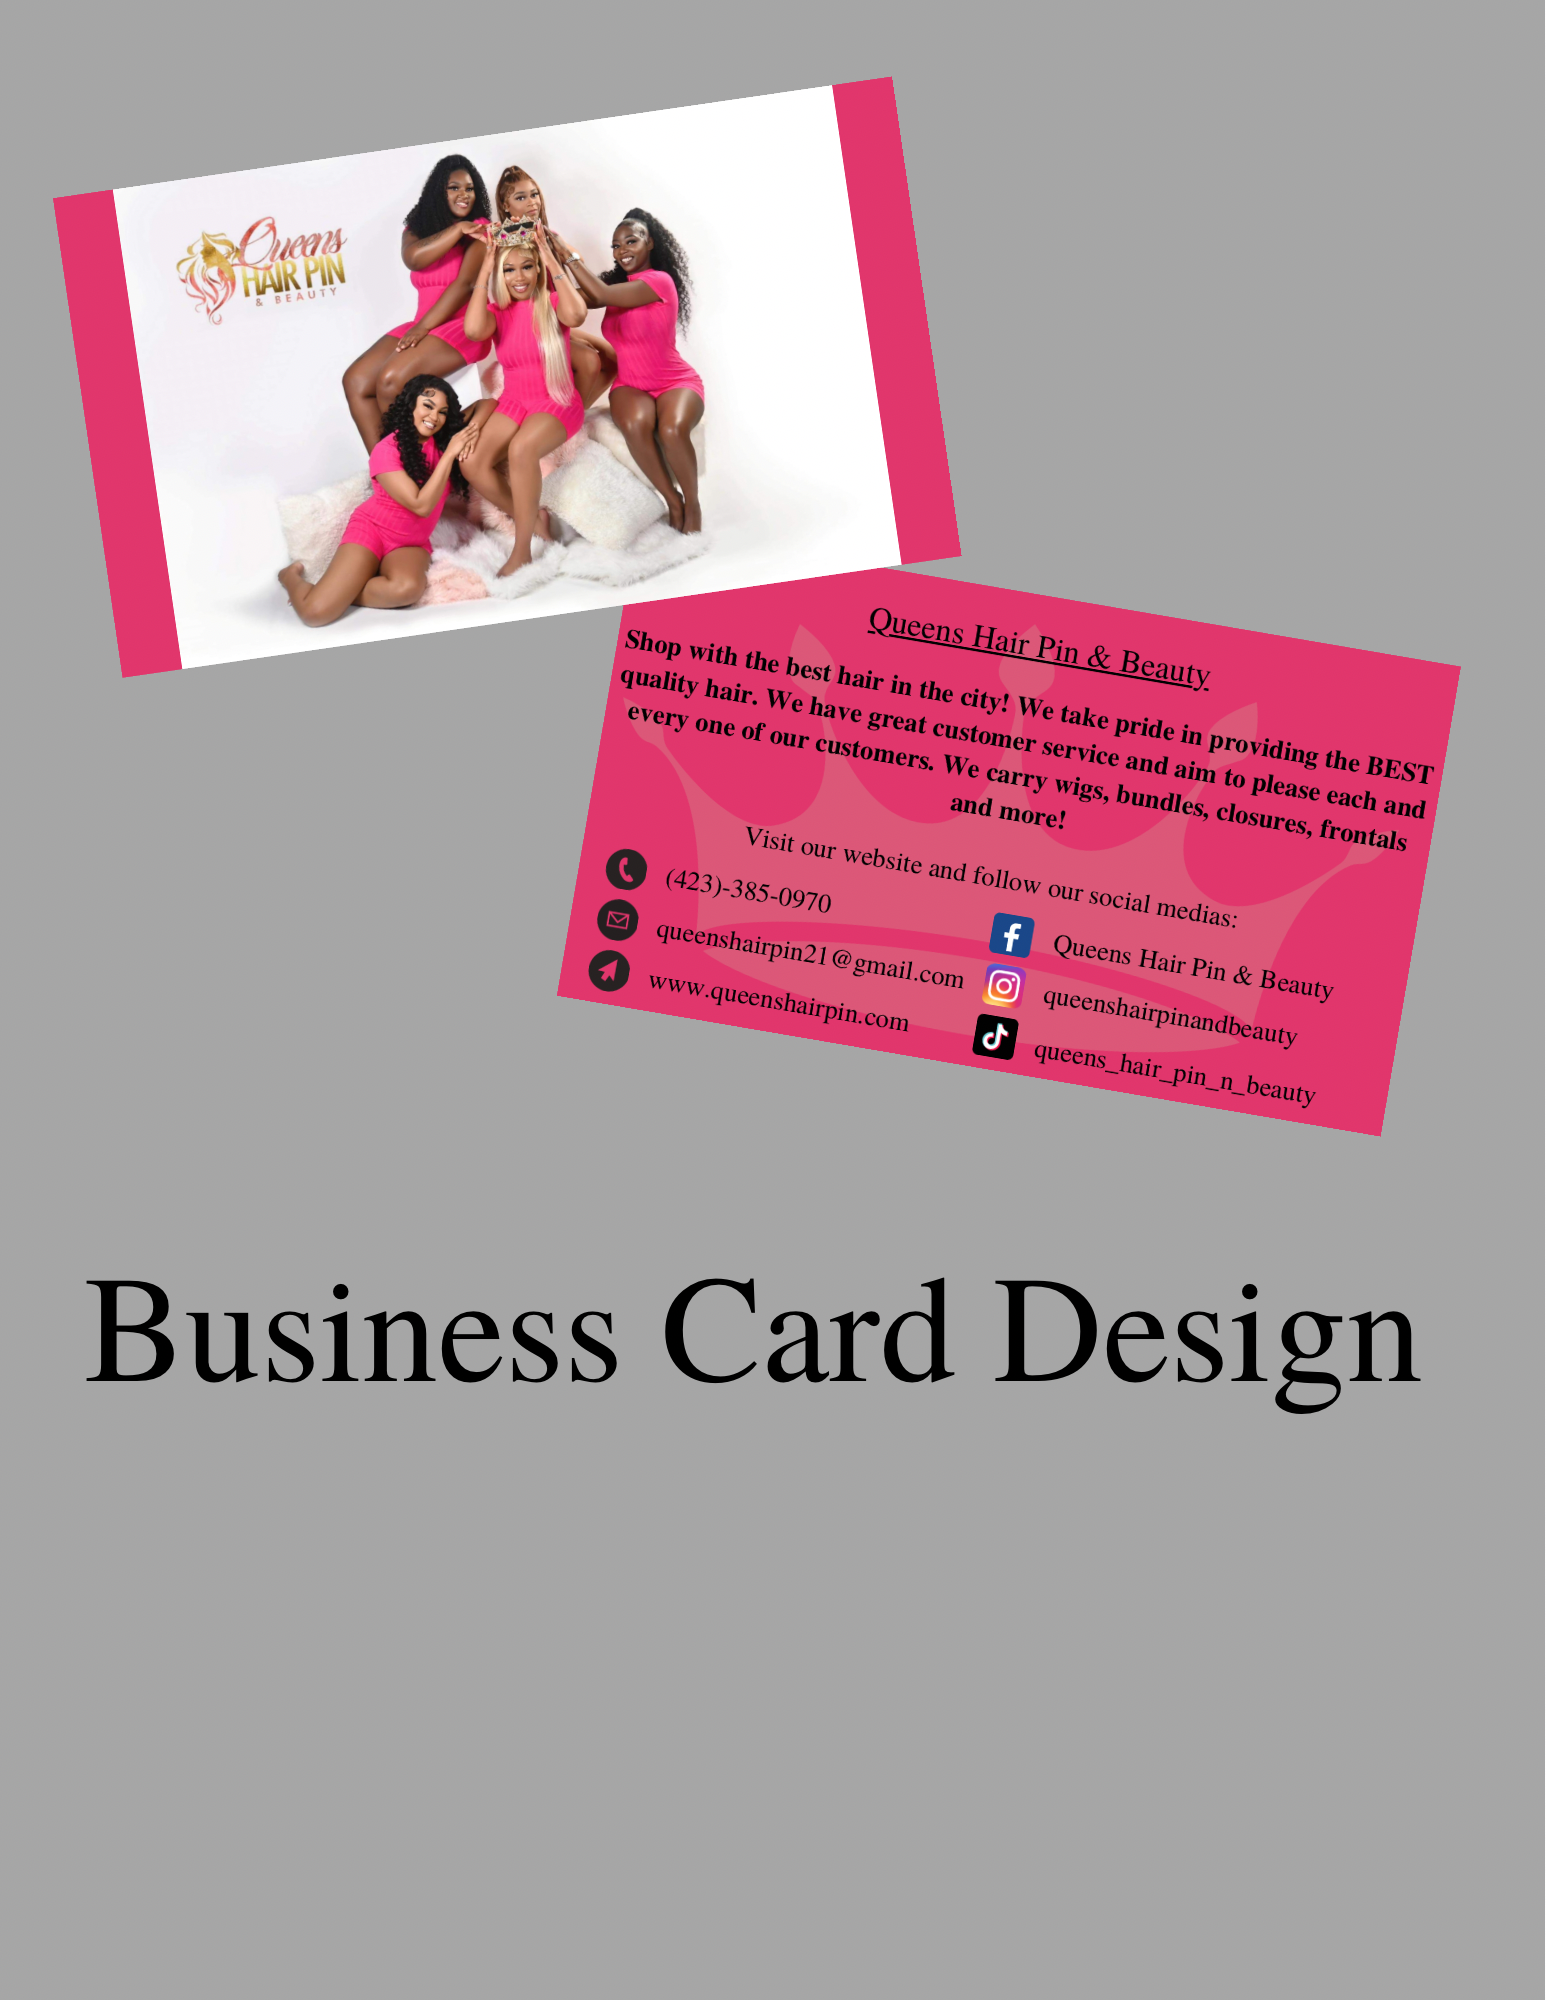 Queens
HAIR PIN
& BEAUTY
Queens Hair Pin & Beauty
Shop with the best hair in the city! We take pride in providing the BEST
quality hair. We have great customer service and aim to please each and
every one of our customers. We carry wigs, bundles, closures, frontals
and more!
Visit our website and follow our social medias:
(423)-385-0970
queenshairpin21@gmail.com
www.queenshairpin.com
Queens Hair Pin & Beauty
queenshairpinandbeauty
queens_hair_pin_n_beauty
Business Card Design